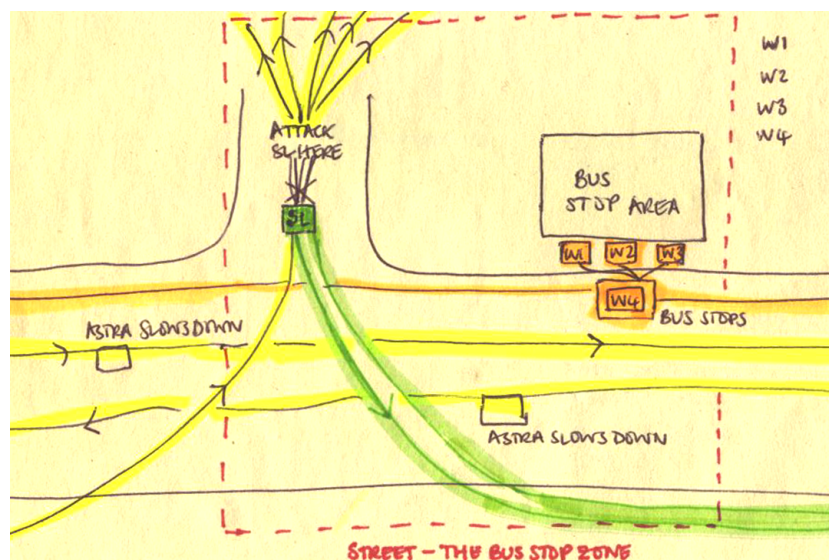 W1
W2
W3
W4
ATTACK
SL HERE
SL
BUS
STOP AREA
W1
W2
W3
W4
BUS STOPS
ASTRA SLOWS DOWN
ASTRA SLOWS DOWN
STREET – THE BUS STOP ZONE